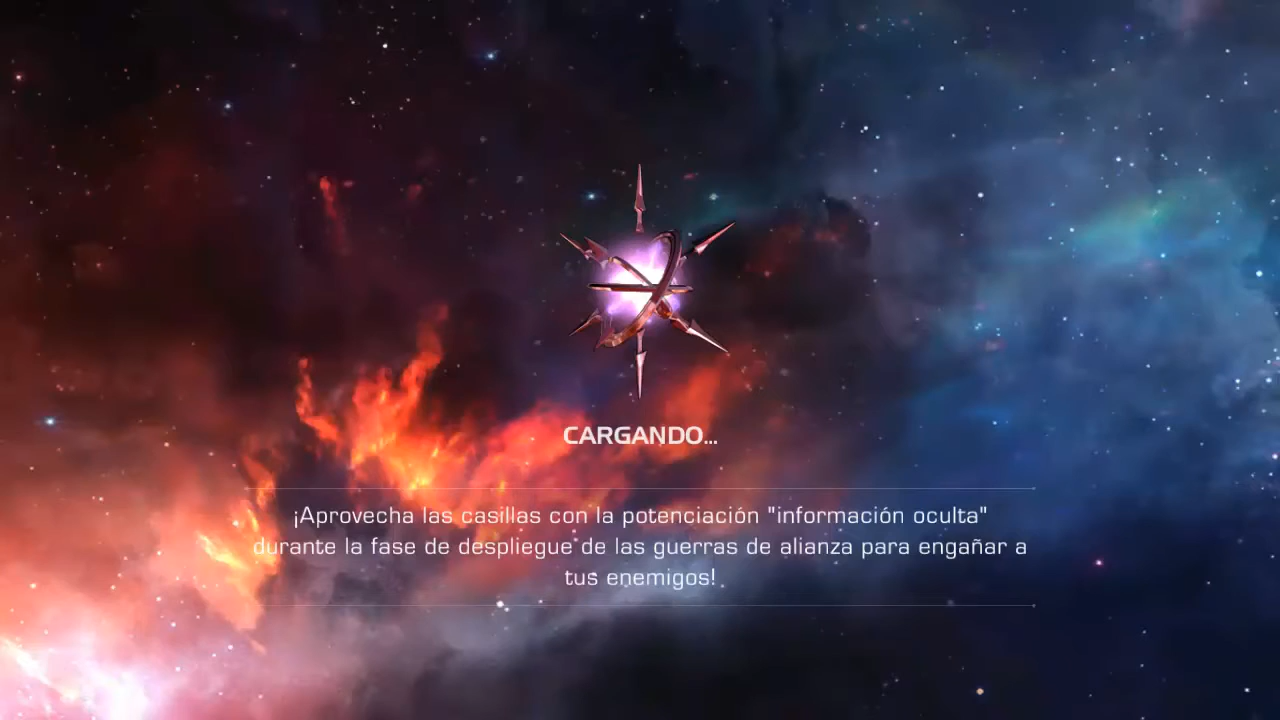 CARGANDO...
¡Aprovecha las casillas con la potenciación "información oculta"
durante la fase de despliegue de las guerras de alianza para engañar a
tus enemigos!